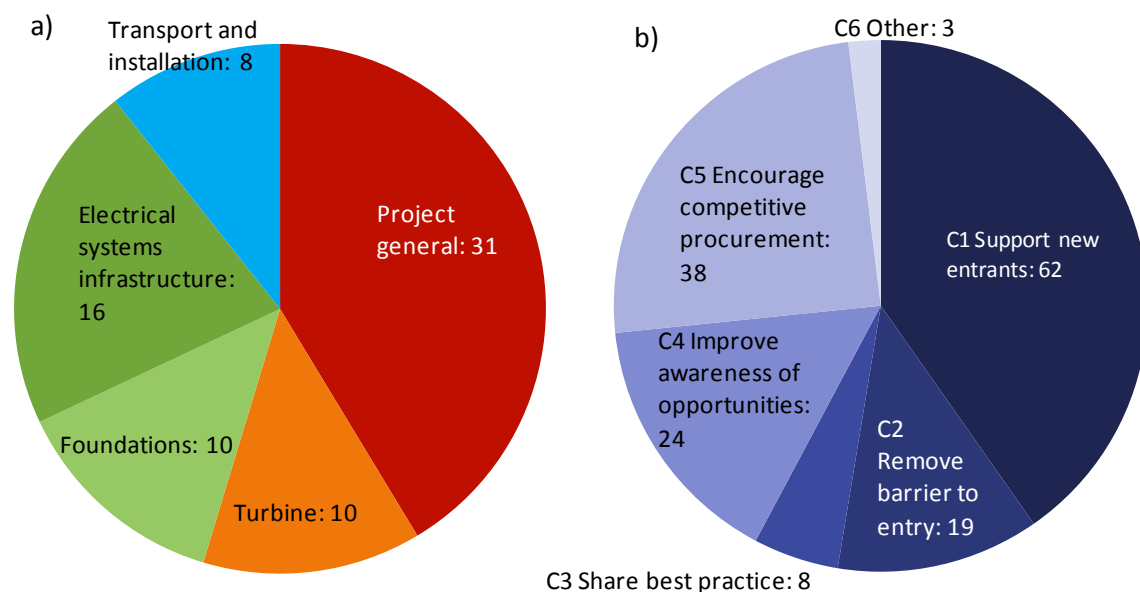 a)
Transport and
installation: 8
Project
general: 31
Electrical
systems
infrastructure:
16
Foundations: 10
Turbine: 10
b)
C6 Other: 3
C5 Encourage
competitive
procurement:
38
C1 Support new
entrants: 62
C4 Improve
awareness of
opportunities:
24
C2
Remove
barrier to
entry: 19
C3 Share best practice: 8